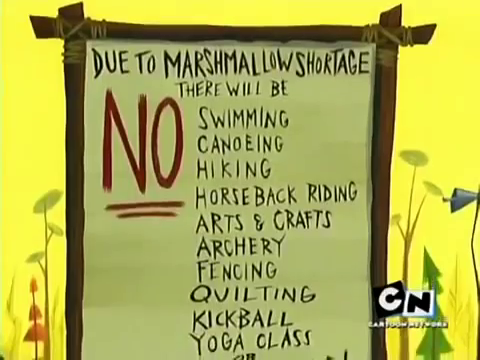 DUE TO MARSHMALLOW SHORTAGE
THERE WILL BE
NO
SWIMMING
CANOEING
HIKING
HORSEBACK RIDING
ARTS & CRAFTS
ARCHERY
FENCING
QUILTING
KICKBALL
YOGA CLASS
CN
CARTOON NETWORK